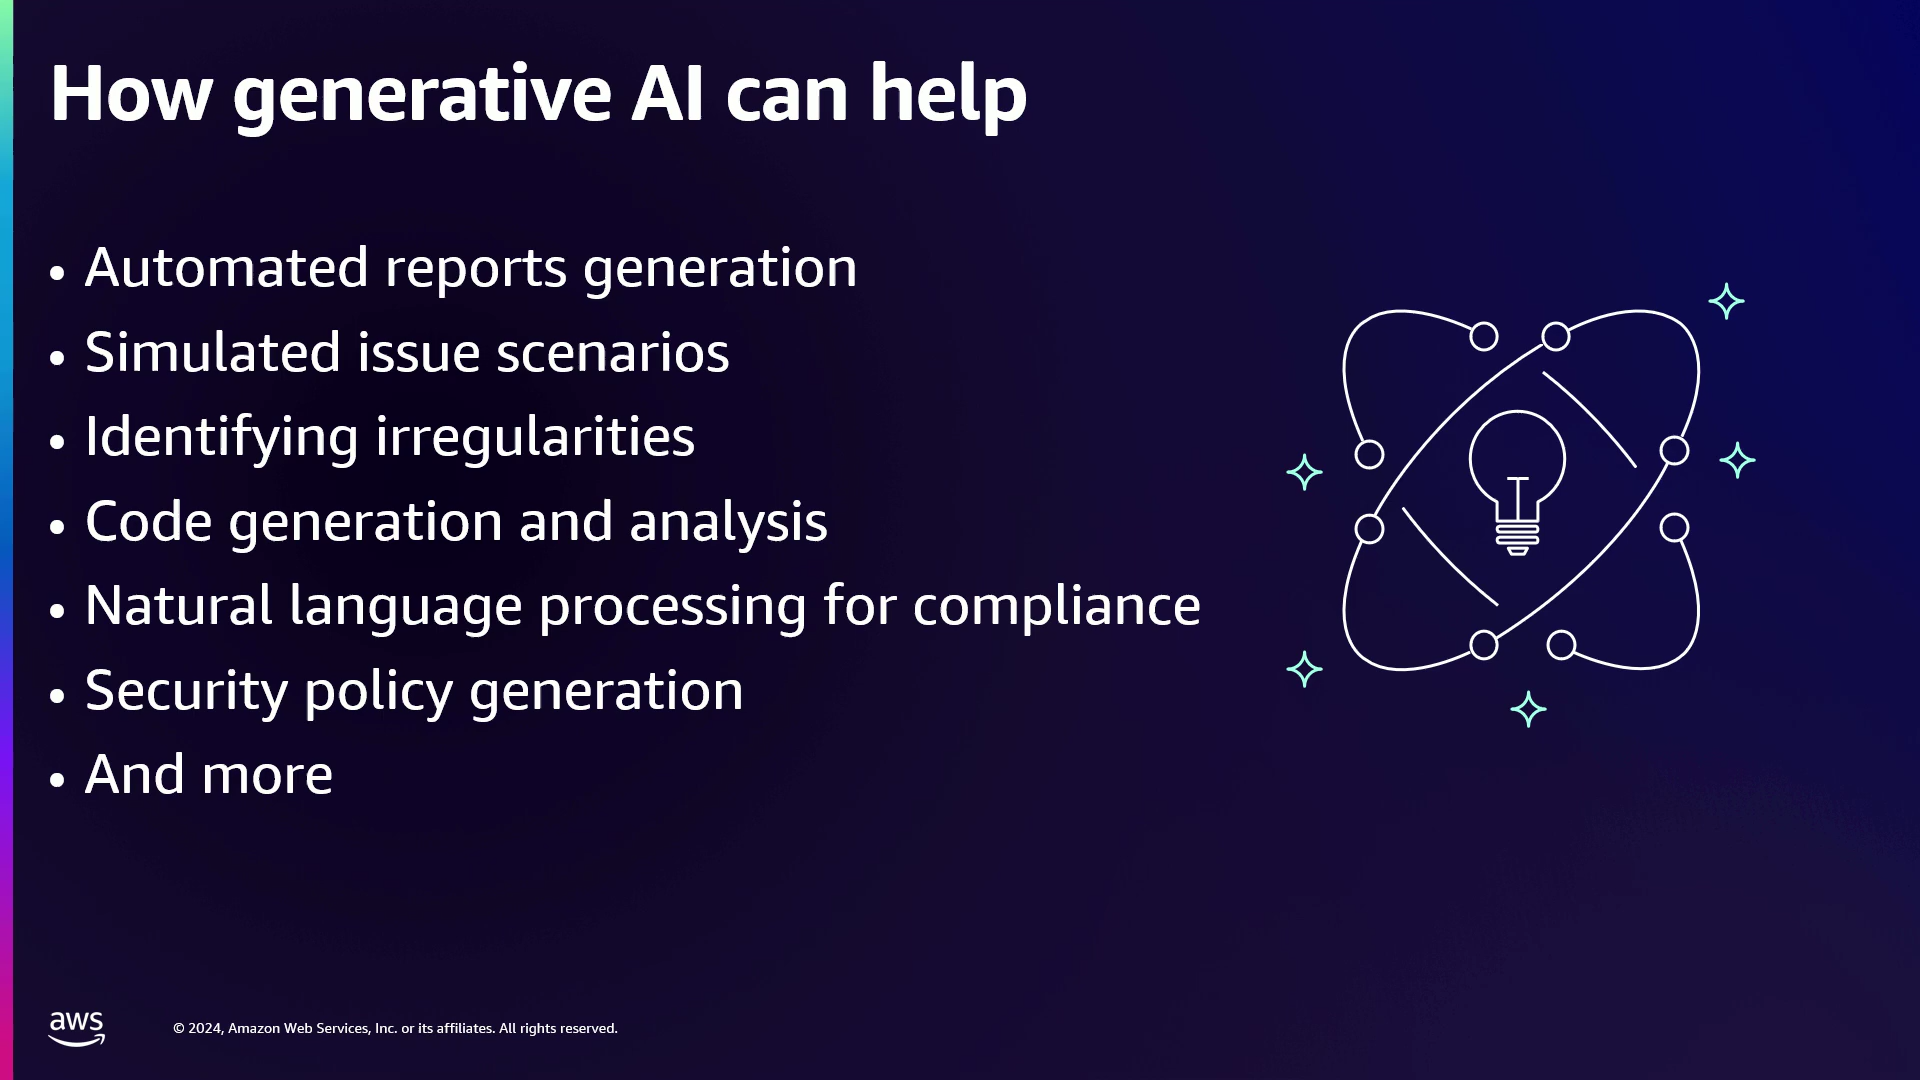 How generative AI can help
• Automated reports generation
• Simulated issue scenarios
• Identifying irregularities
• Code generation and analysis
• Natural language processing for compliance
• Security policy generation
• And more
aws
© 2024, Amazon Web Services, Inc. or its affiliates. All rights reserved.